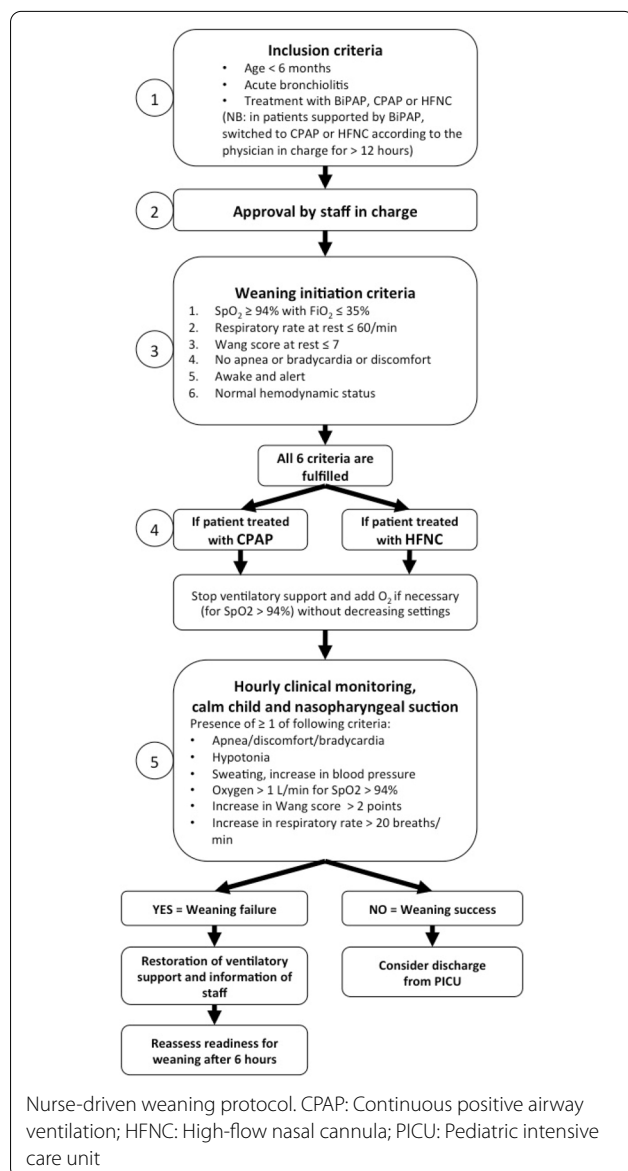 Inclusion criteria
• Age < 6 months
• Acute bronchiolitis
• Treatment with BiPAP, CPAP or HFNC
(NB: in patients supported by BiPAP,
switched to CPAP or HFNC according to the
physician in charge for > 12 hours)
1
2
Approval by staff in charge
Weaning initiation criteria
1. SpO₂ ≥ 94% with FiO₂ ≤ 35%
2. Respiratory rate at rest ≤ 60/min
3. Wang score at rest ≤ 7
4. No apnea or bradycardia or discomfort
5. Awake and alert
6. Normal hemodynamic status
3
All 6 criteria are
fulfilled
4
If patient treated
with CPAP
If patient treated
with HFNC
Stop ventilatory support and add O₂ if necessary
(for SpO2 > 94%) without decreasing settings
Hourly clinical monitoring,
calm child and nasopharyngeal suction
Presence of ≥ 1 of following criteria:
• Apnea/discomfort/bradycardia
• Hypotonia
• Sweating, increase in blood pressure
• Oxygen > 1 L/min for SpO2 > 94%
• Increase in Wang score > 2 points
• Increase in respiratory rate > 20 breaths/
min
5
YES = Weaning failure
NO = Weaning success
Restoration of ventilatory
support and information of
staff
Consider discharge
from PICU
Reassess readiness for
weaning after 6 hours
Nurse-driven weaning protocol. CPAP: Continuous positive airway
ventilation; HFNC: High-flow nasal cannula; PICU: Pediatric intensive
care unit